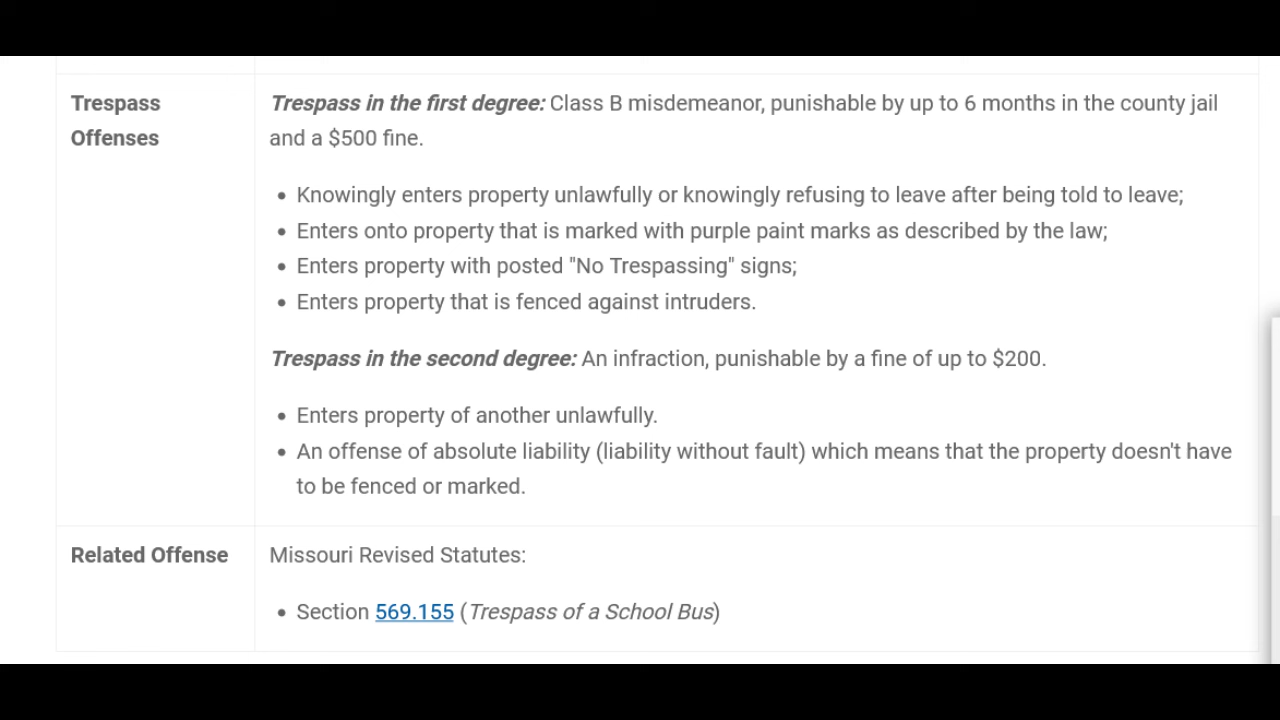 Trespass
Offenses
Trespass in the first degree: Class B misdemeanor, punishable by up to 6 months in the county jail
and a $500 fine.
• Knowingly enters property unlawfully or knowingly refusing to leave after being told to leave;
• Enters onto property that is marked with purple paint marks as described by the law;
• Enters property with posted "No Trespassing" signs;
• Enters property that is fenced against intruders.
Trespass in the second degree: An infraction, punishable by a fine of up to $200.
• Enters property of another unlawfully.
• An offense of absolute liability (liability without fault) which means that the property doesn't have
to be fenced or marked.
Related Offense
Missouri Revised Statutes:
• Section 569.155 (Trespass of a School Bus)